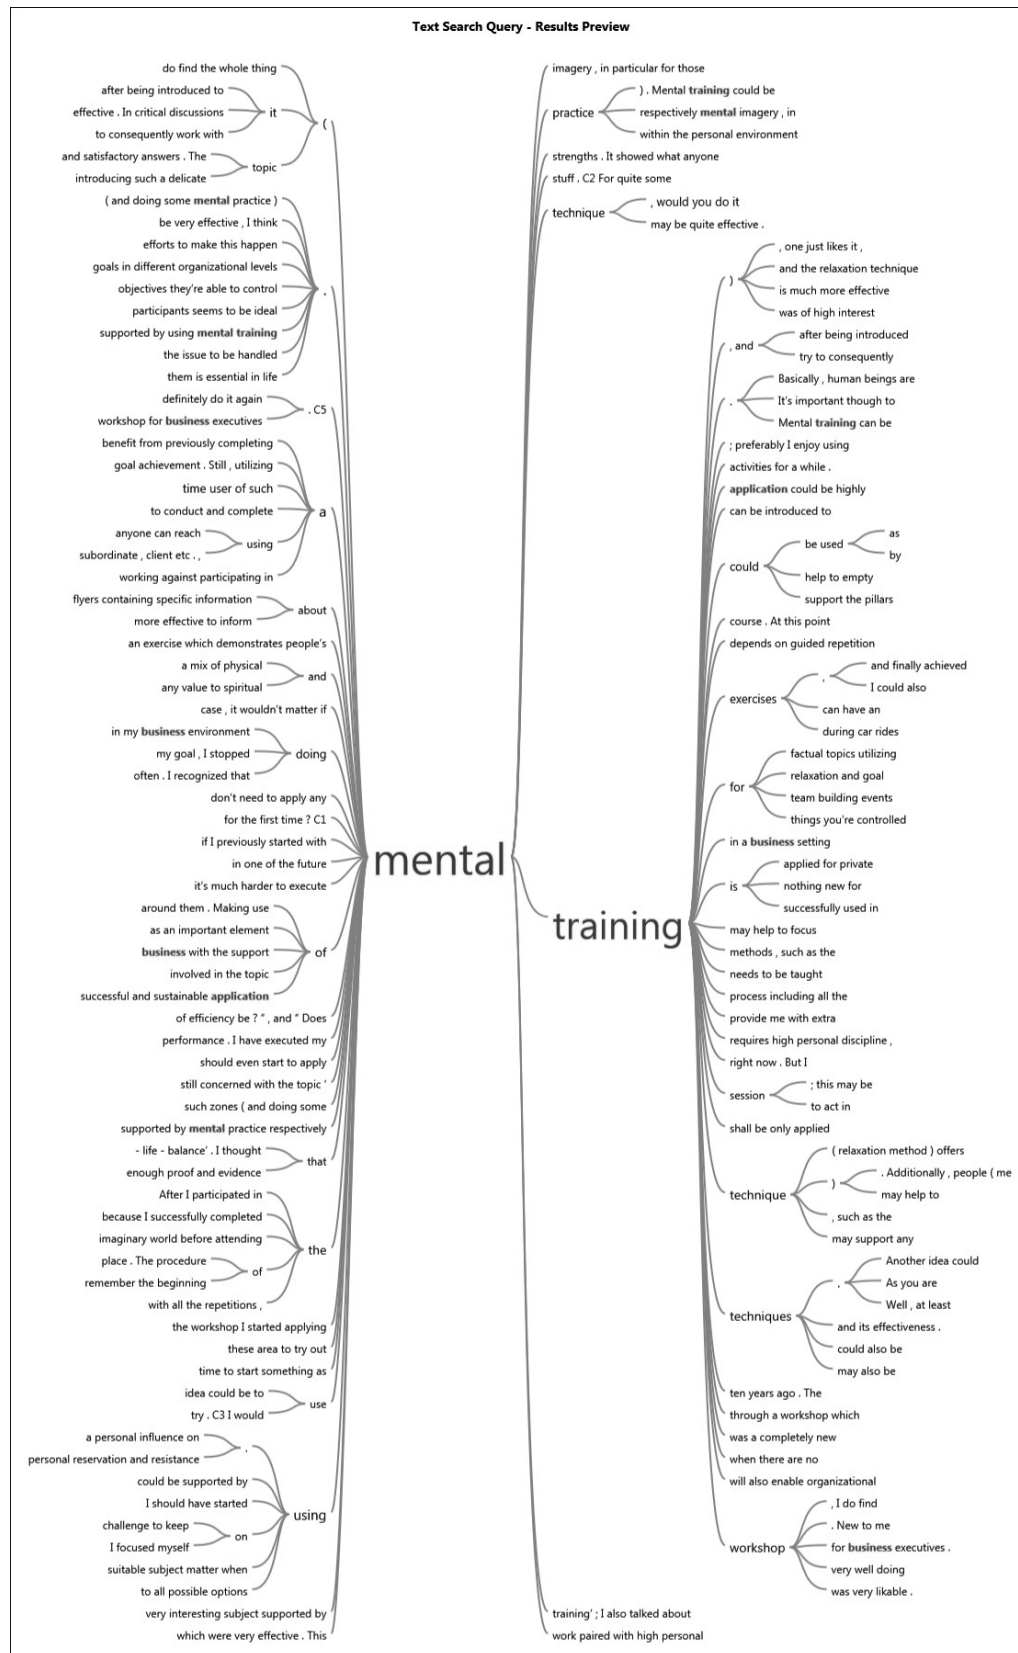 Text Search Query - Results Preview
do find the whole thing
after being introduced to
effective . In critical discussions
to consequently work with
it
and satisfactory answers . The
introducing such a delicate
topic
(
( and doing some mental practice )
be very effective , I think
efforts to make this happen
goals in different organizational levels
objectives they're able to control
participants seems to be ideal
supported by using mental training
the issue to be handled
them is essential in life
.
definitely do it again
workshop for business executives
. C5
benefit from previously completing
goal achievement . Still , utilizing
time user of such
to conduct and complete
anyone can reach
subordinate , client etc . ,
using
working against participating in
a
flyers containing specific information
more effective to inform
about
an exercise which demonstrates people's
a mix of physical
any value to spiritual
and
case , it wouldn't matter if
in my business environment
my goal , I stopped
often . I recognized that
doing
don't need to apply any
for the first time ? C1
if I previously started with
in one of the future
it's much harder to execute
around them . Making use
as an important element
business with the support
involved in the topic
successful and sustainable application
of
of efficiency be ? " , and " Does
performance . I have executed my
should even start to apply
still concerned with the topic '
such zones ( and doing some
supported by mental practice respectively
- life - balance' . I thought
enough proof and evidence
that
After I participated in
because I successfully completed
imaginary world before attending
place . The procedure
remember the beginning
of
with all the repetitions ,
the
the workshop I started applying
these area to try out
time to start something as
idea could be to
try . C3 I would
use
a personal influence on
personal reservation and resistance
.
could be supported by
I should have started
challenge to keep
I focused myself
on
suitable subject matter when
to all possible options
using
very interesting subject supported by
which were very effective . This
mental
imagery , in particular for those
practice
) . Mental training could be
respectively mental imagery , in
within the personal environment
strengths . It showed what anyone
stuff . C2 For quite some
technique
, would you do it
may be quite effective .
training
)
, one just likes it ,
and the relaxation technique
is much more effective
was of high interest
, and
after being introduced
try to consequently
.
Basically , human beings are
It's important though to
Mental training can be
; preferably I enjoy using
activities for a while .
application could be highly
can be introduced to
could
be used
as
by
help to empty
support the pillars
course . At this point
depends on guided repetition
exercises
,
and finally achieved
I could also
can have an
during car rides
for
factual topics utilizing
relaxation and goal
team building events
things you're controlled
in a business setting
is
applied for private
nothing new for
successfully used in
may help to focus
methods , such as the
needs to be taught
process including all the
provide me with extra
requires high personal discipline ,
right now . But I
session
; this may be
to act in
shall be only applied
technique
( relaxation method ) offers
)
. Additionally , people ( me
may help to
, such as the
may support any
techniques
.
Another idea could
As you are
Well , at least
and its effectiveness .
could also be
may also be
ten years ago . The
through a workshop which
was a completely new
when there are no
will also enable organizational
workshop
, I do find
. New to me
for business executives .
very well doing
was very likable .
training' ; I also talked about
work paired with high personal